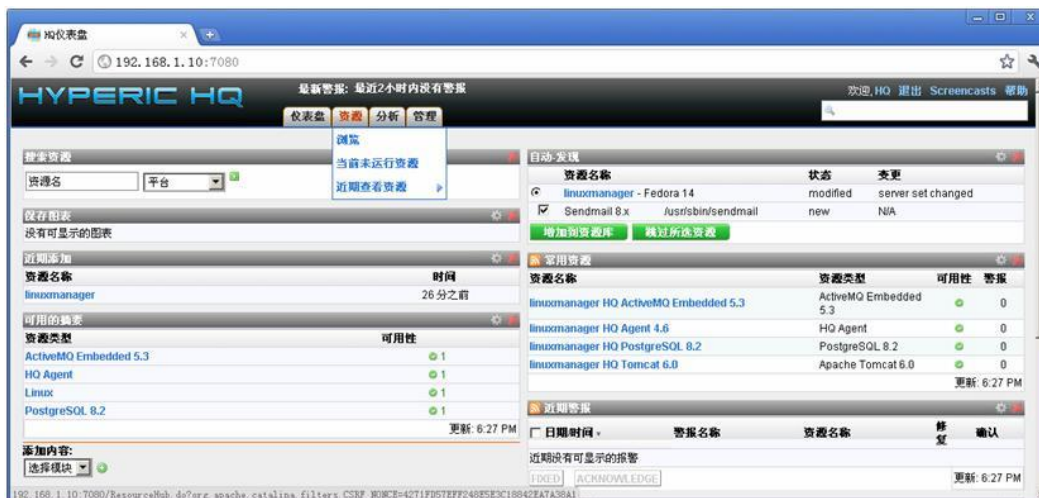 HQ仪表盘
192.168.1.10:7080
HYPERIC HQ
最新警报: 最近2小时内没有警报
欢迎,HQ 退出 Screencasts 帮助
仪表盘 资源 分析 管理
浏览
当前未运行资源
近期查看资源
搜索资源
资源名 平台
保存图表
没有可显示的图表
近期添加
资源名称 时间
linuxmanager 26 分之前
可用的摘要
资源类型 可用性
ActiveMQ Embedded 5.3 1
HQ Agent 1
Linux 1
PostgreSQL 8.2 1
更新: 6:27 PM
添加内容:
选择模块
自动-发现
资源名称 状态 变更
linuxmanager - Fedora 14 modified server set changed
Sendmail 8.x /usr/sbin/sendmail new N/A
增加到资源库 跳过所选资源
常用资源
资源名称 资源类型 可用性 警报
linuxmanager HQ ActiveMQ Embedded 5.3 ActiveMQ Embedded 5.3 0
linuxmanager HQ Agent 4.6 HQ Agent 0
linuxmanager HQ PostgreSQL 8.2 PostgreSQL 8.2 0
linuxmanager HQ Tomcat 6.0 Apache Tomcat 6.0 0
更新: 6:27 PM
近期警报
日期/时间 警报名称 资源名称 修复 确认
近期没有可显示的报警
FIXED ACKNOWLEDGE
更新: 6:27 PM
192.168.1.10:7080/ResourceHub.do?org.apache.catalina.filters.CSRF_NONCE=4271FD57EFF248E5E3C18842EA7A38A1